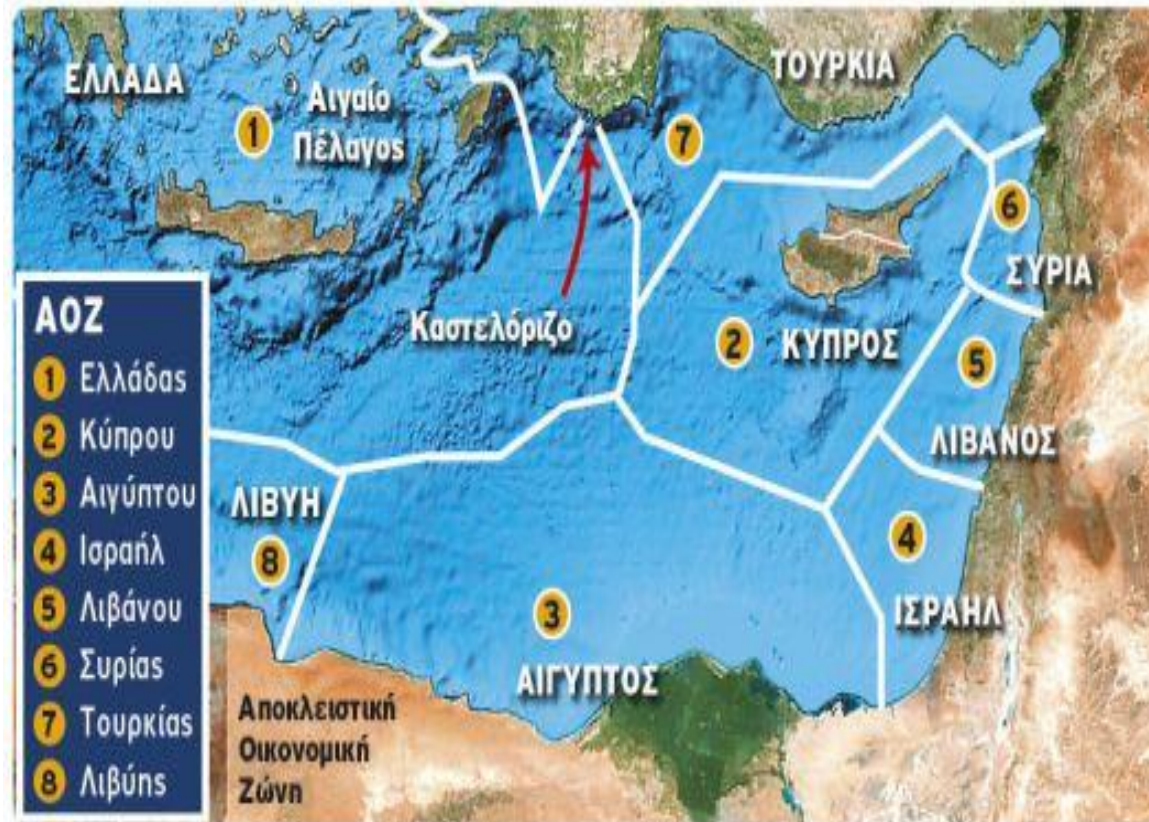 ΕΛΛΑΔΑ
Αιγαίο
Πέλαγος
ΤΟΥΡΚΙΑ
1
7
6
ΣΥΡΙΑ
Καστελόριζο
2
ΚΥΠΡΟΣ
5
ΛΙΒΑΝΟΣ
ΛΙΒΥΗ
8
4
ΙΣΡΑΗΛ
3
ΑΙΓΥΠΤΟΣ
ΑΟΖ
1 Ελλάδας
2 Κύπρου
3 Αιγύπτου
4 Ισραήλ
5 Λιβάνου
6 Συρίας
7 Τουρκίας
8 Λιβύης
Αποκλειστική
Οικονομική
Ζώνη